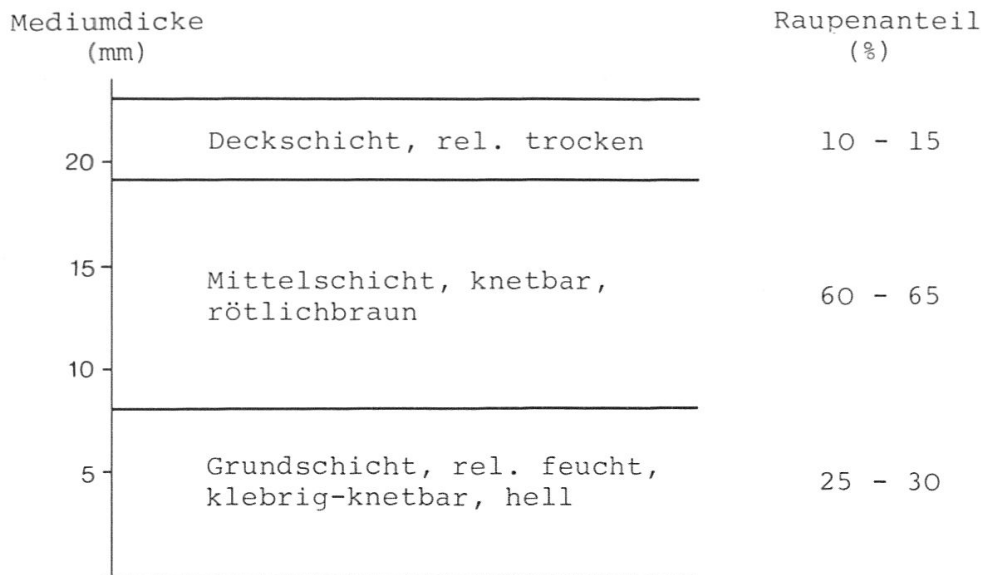 Mediumdicke
(mm)
Raupenanteil
(%)
Deckschicht, rel. trocken
10 - 15
20
15
Mittelschicht, knetbar,
rötlichbraun
60 - 65
10
5
Grundschicht, rel. feucht,
klebrig-knetbar, hell
25 - 30